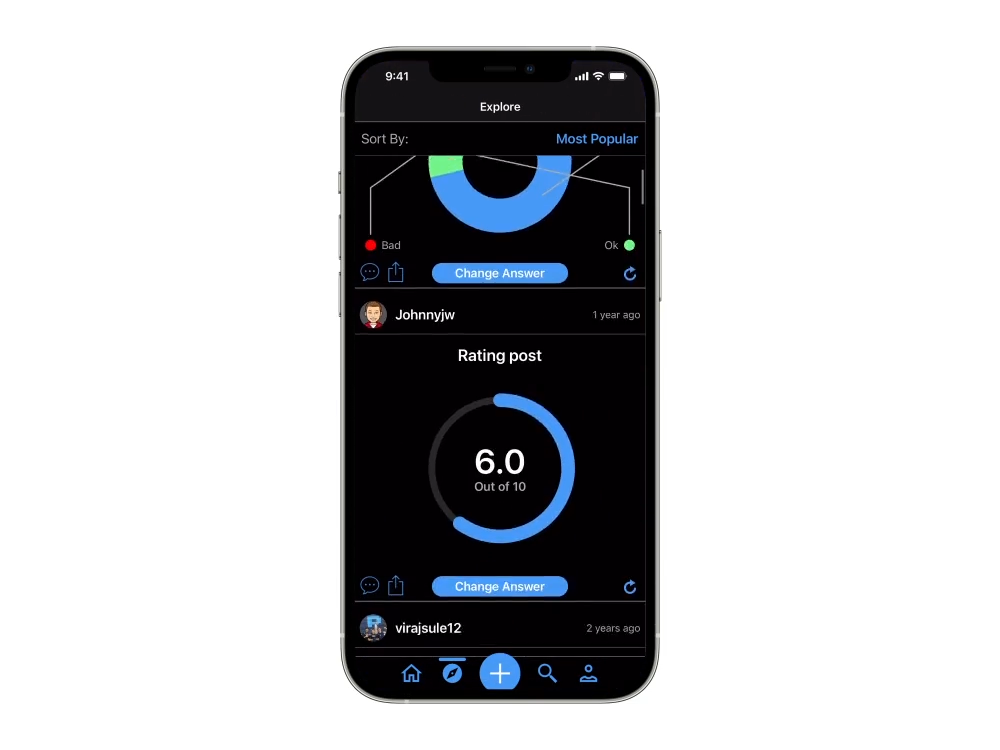 9:41
Explore
Sort By: Most Popular
Bad Ok
Change Answer
Johnnyjw 1 year ago
Rating post
6.0
Out of 10
Change Answer
virajsule12 2 years ago